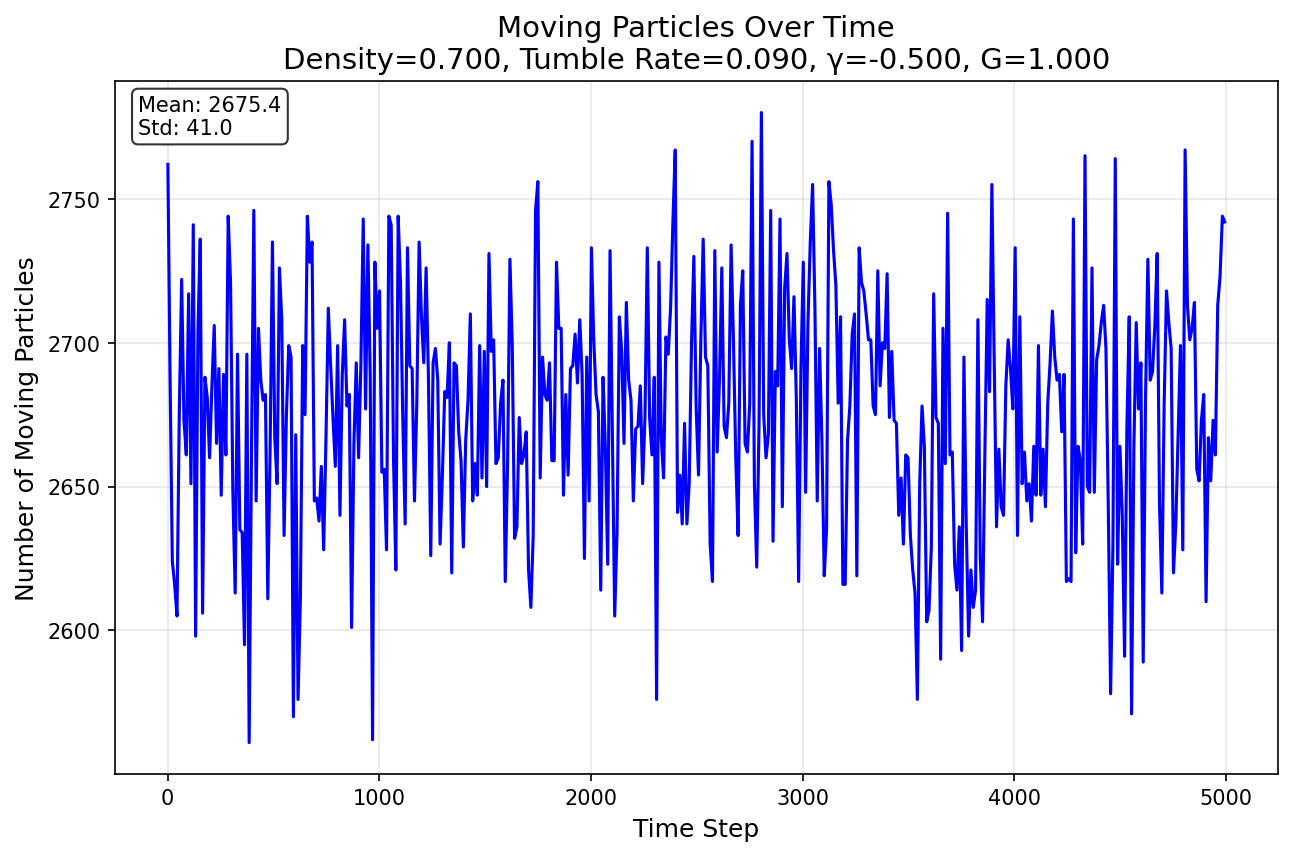 Moving Particles Over Time
Density=0.700, Tumble Rate=0.090, γ=-0.500, G=1.000
Mean: 2675.4
Std: 41.0
Number of Moving Particles
2750
2700
2650
2600
0 1000 2000 3000 4000 5000
Time Step